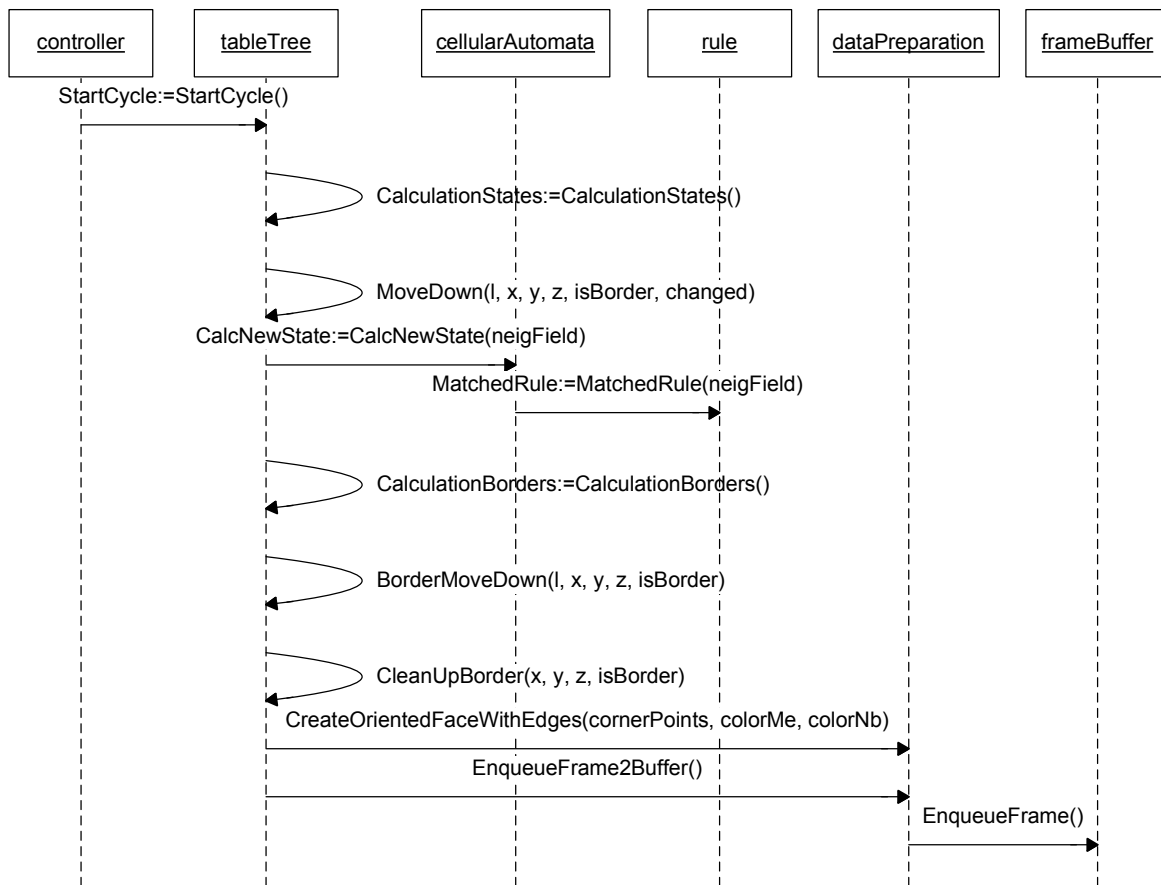 controller
tableTree
cellularAutomata
rule
dataPreparation
frameBuffer
StartCycle:=StartCycle()
CalculationStates:=CalculationStates()
MoveDown(l, x, y, z, isBorder, changed)
CalcNewState:=CalcNewState(neigField)
MatchedRule:=MatchedRule(neigField)
CalculationBorders:=CalculationBorders()
BorderMoveDown(l, x, y, z, isBorder)
CleanUpBorder(x, y, z, isBorder)
CreateOrientedFaceWithEdges(cornerPoints, colorMe, colorNb)
EnqueueFrame2Buffer()
EnqueueFrame()